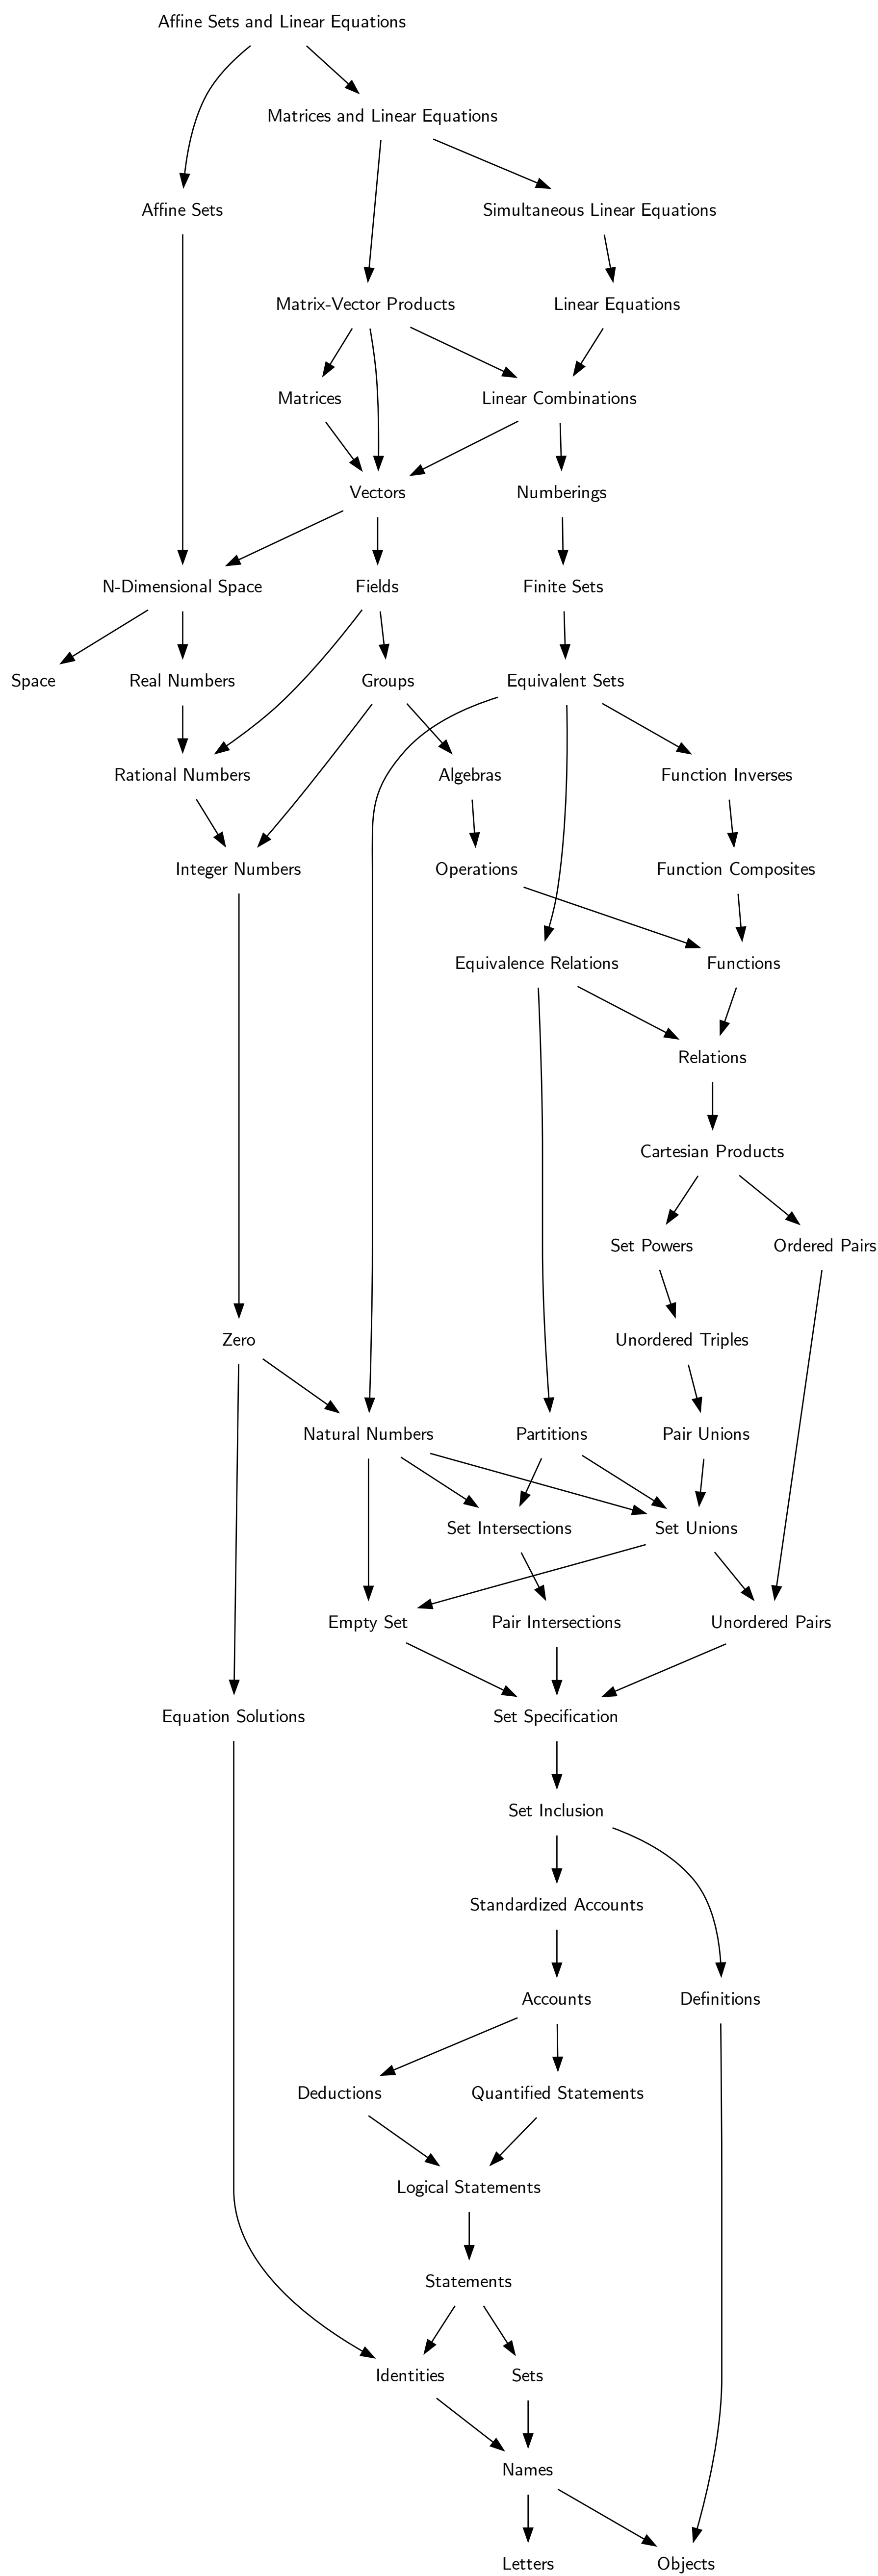 Affine Sets and Linear Equations
Matrices and Linear Equations
Affine Sets
Simultaneous Linear Equations
Matrix-Vector Products
Linear Equations
Matrices
Linear Combinations
Vectors
Numberings
N-Dimensional Space
Fields
Finite Sets
Space
Real Numbers
Groups
Equivalent Sets
Rational Numbers
Algebras
Function Inverses
Integer Numbers
Operations
Function Composites
Equivalence Relations
Functions
Relations
Cartesian Products
Set Powers
Ordered Pairs
Zero
Unordered Triples
Natural Numbers
Partitions
Pair Unions
Set Intersections
Set Unions
Empty Set
Pair Intersections
Unordered Pairs
Equation Solutions
Set Specification
Set Inclusion
Standardized Accounts
Accounts
Definitions
Deductions
Quantified Statements
Logical Statements
Statements
Identities
Sets
Names
Letters
Objects